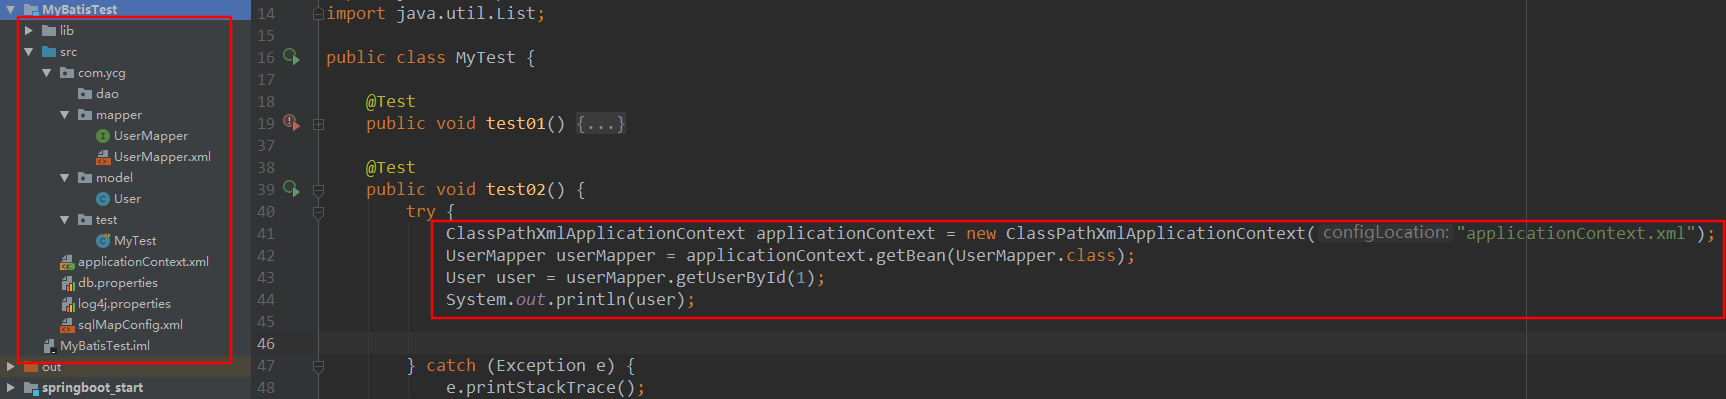 MyBatisTest
lib
src
com.ycg
dao
mapper
UserMapper
UserMapper.xml
model
User
test
MyTest
applicationContext.xml
db.properties
log4j.properties
sqlMapConfig.xml
MyBatisTest.iml
out
springboot_start
14 import java.util.List;
15
16 public class MyTest {
17
18 @Test
19 public void test01() {...}
37
38 @Test
39 public void test02() {
40 try {
41 ClassPathXmlApplicationContext applicationContext = new ClassPathXmlApplicationContext( configLocation: "applicationContext.xml");
42 UserMapper userMapper = applicationContext.getBean(UserMapper.class);
43 User user = userMapper.getUserById(1);
44 System.out.println(user);
45
46
47 } catch (Exception e) {
48 e.printStackTrace();